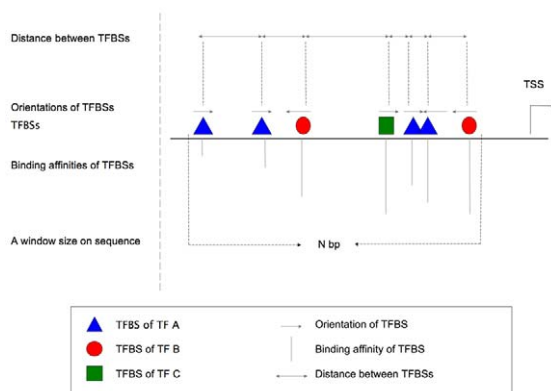 Distance between TFBSs
TSS
Orientations of TFBSs
TFBSs
Binding affinities of TFBSs
A window size on sequence
N bp
TFBS of TF A
Orientation of TFBS
TFBS of TF B
Binding affinity of TFBS
TFBS of TF C
Distance between TFBSs